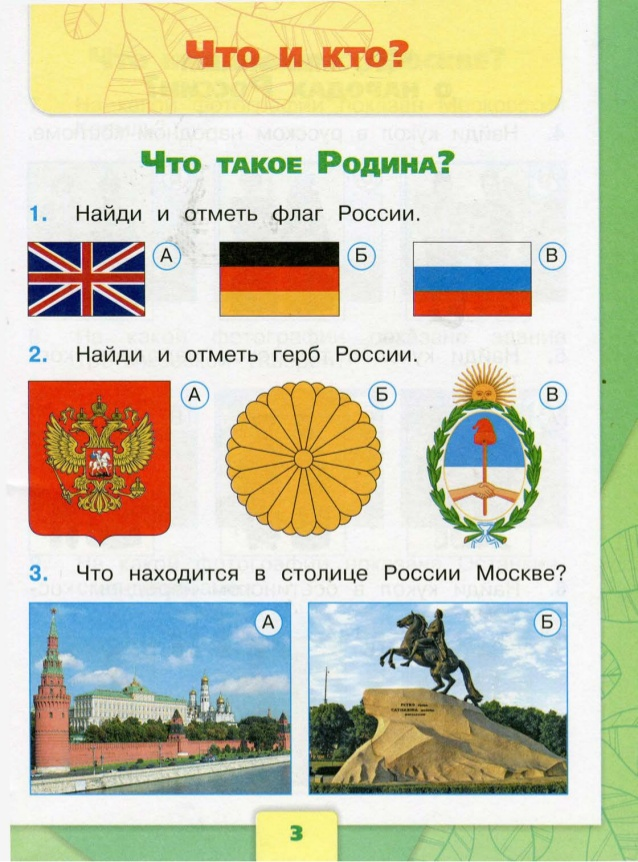 Что и кто?
Что такое Родина?
1. Найди и отметь флаг России.
А Б В
2. Найди и отметь герб России.
А Б В
3. Что находится в столице России Москве?
А Б
3